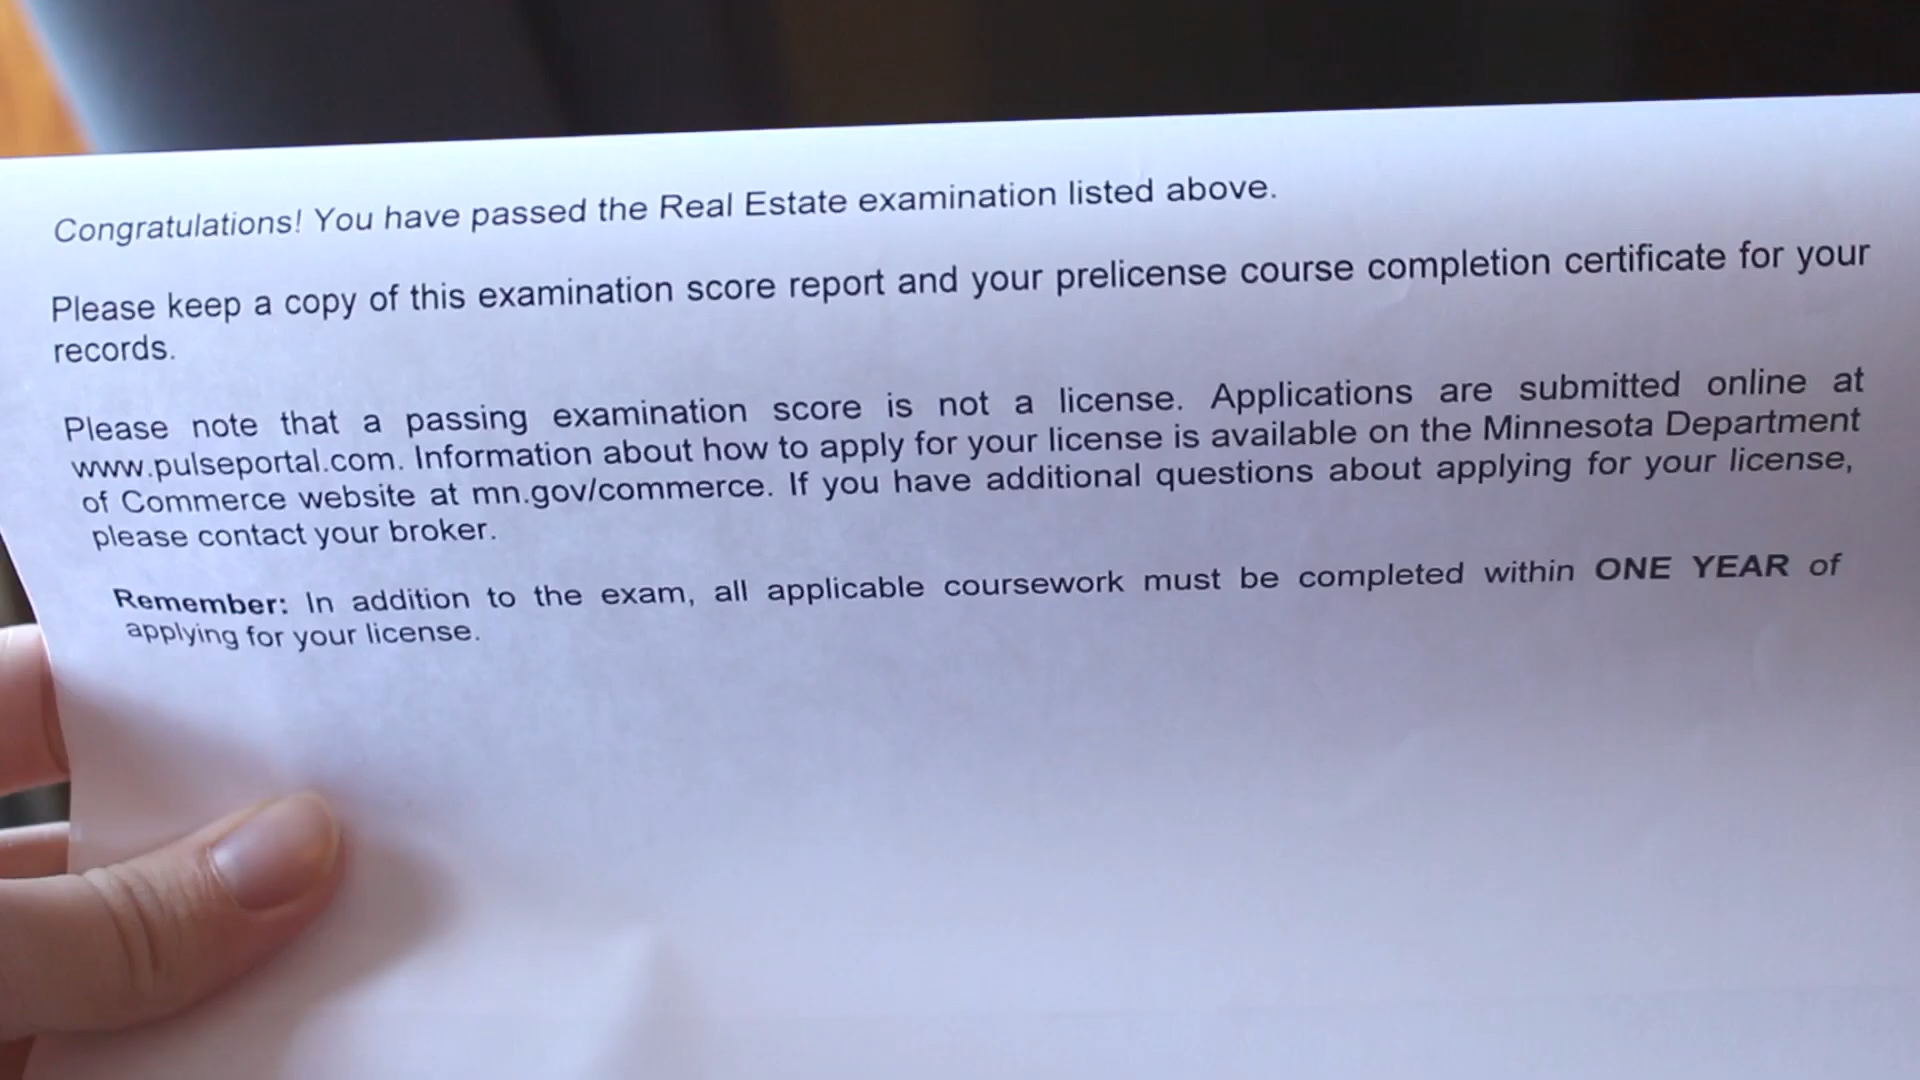 Congratulations! You have passed the Real Estate examination listed above.
Please keep a copy of this examination score report and your prelicense course completion certificate for your
records.
Please note that a passing examination score is not a license. Applications are submitted online at
www.pulseportal.com. Information about how to apply for your license is available on the Minnesota Department
of Commerce website at mn.gov/commerce. If you have additional questions about applying for your license,
please contact your broker.
Remember: In addition to the exam, all applicable coursework must be completed within ONE YEAR of
applying for your license.